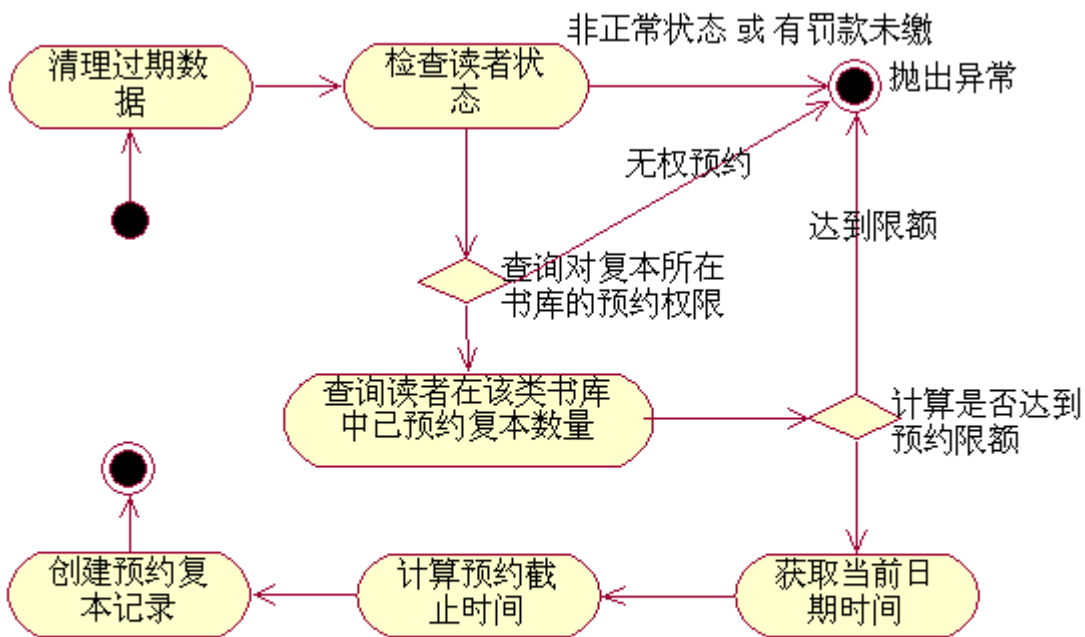 非正常状态 或 有罚款未缴
清理过期数
据
检查读者状
态
抛出异常
无权预约
达到限额
查询对复本所在
书库的预约权限
查询读者在该类书库
中已预约复本数量
计算是否达到
预约限额
创建预约复
本记录
计算预约截
止时间
获取当前日
期时间